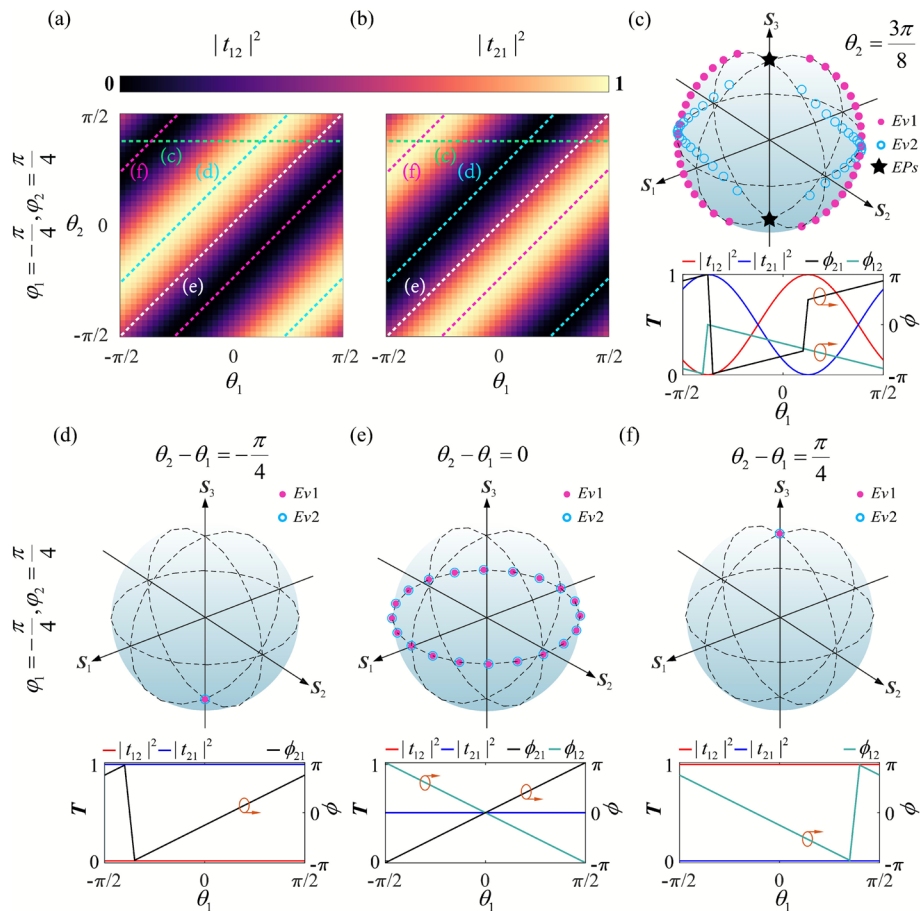 (a)
(b)
(c)
| t₁₂ |²
| t₂₁ |²
0
1
θ₂ = 3π/8
S₃
S₁
S₂
Ev1
Ev2
EPs
φ₁ = −π/4, φ₂ = π/4
π/2
θ₂ 0
-π/2
(f)
(c)
(d)
(e)
(f)
(c)
(d)
(e)
-π/2 0 π/2
θ₁
-π/2 0 π/2
θ₁
| t₁₂ |² | t₂₁ |² ϕ₂₁ ϕ₁₂
1 π
T 0 ϕ
0 -π
-π/2 0 π/2
θ₁
(d)
(e)
(f)
θ₂ − θ₁ = −π/4
θ₂ − θ₁ = 0
θ₂ − θ₁ = π/4
φ₁ = −π/4, φ₂ = π/4
S₃
Ev1
Ev2
S₁
S₂
S₃
Ev1
Ev2
S₁
S₂
S₃
Ev1
Ev2
S₁
S₂
| t₁₂ |² | t₂₁ |² ϕ₂₁
1 π
T 0 ϕ
0 -π
-π/2 0 π/2
θ₁
| t₁₂ |² | t₂₁ |² ϕ₂₁ ϕ₁₂
1 π
T 0 ϕ
0 -π
-π/2 0 π/2
θ₁
| t₁₂ |² | t₂₁ |² ϕ₁₂
1 π
T 0 ϕ
0 -π
-π/2 0 π/2
θ₁